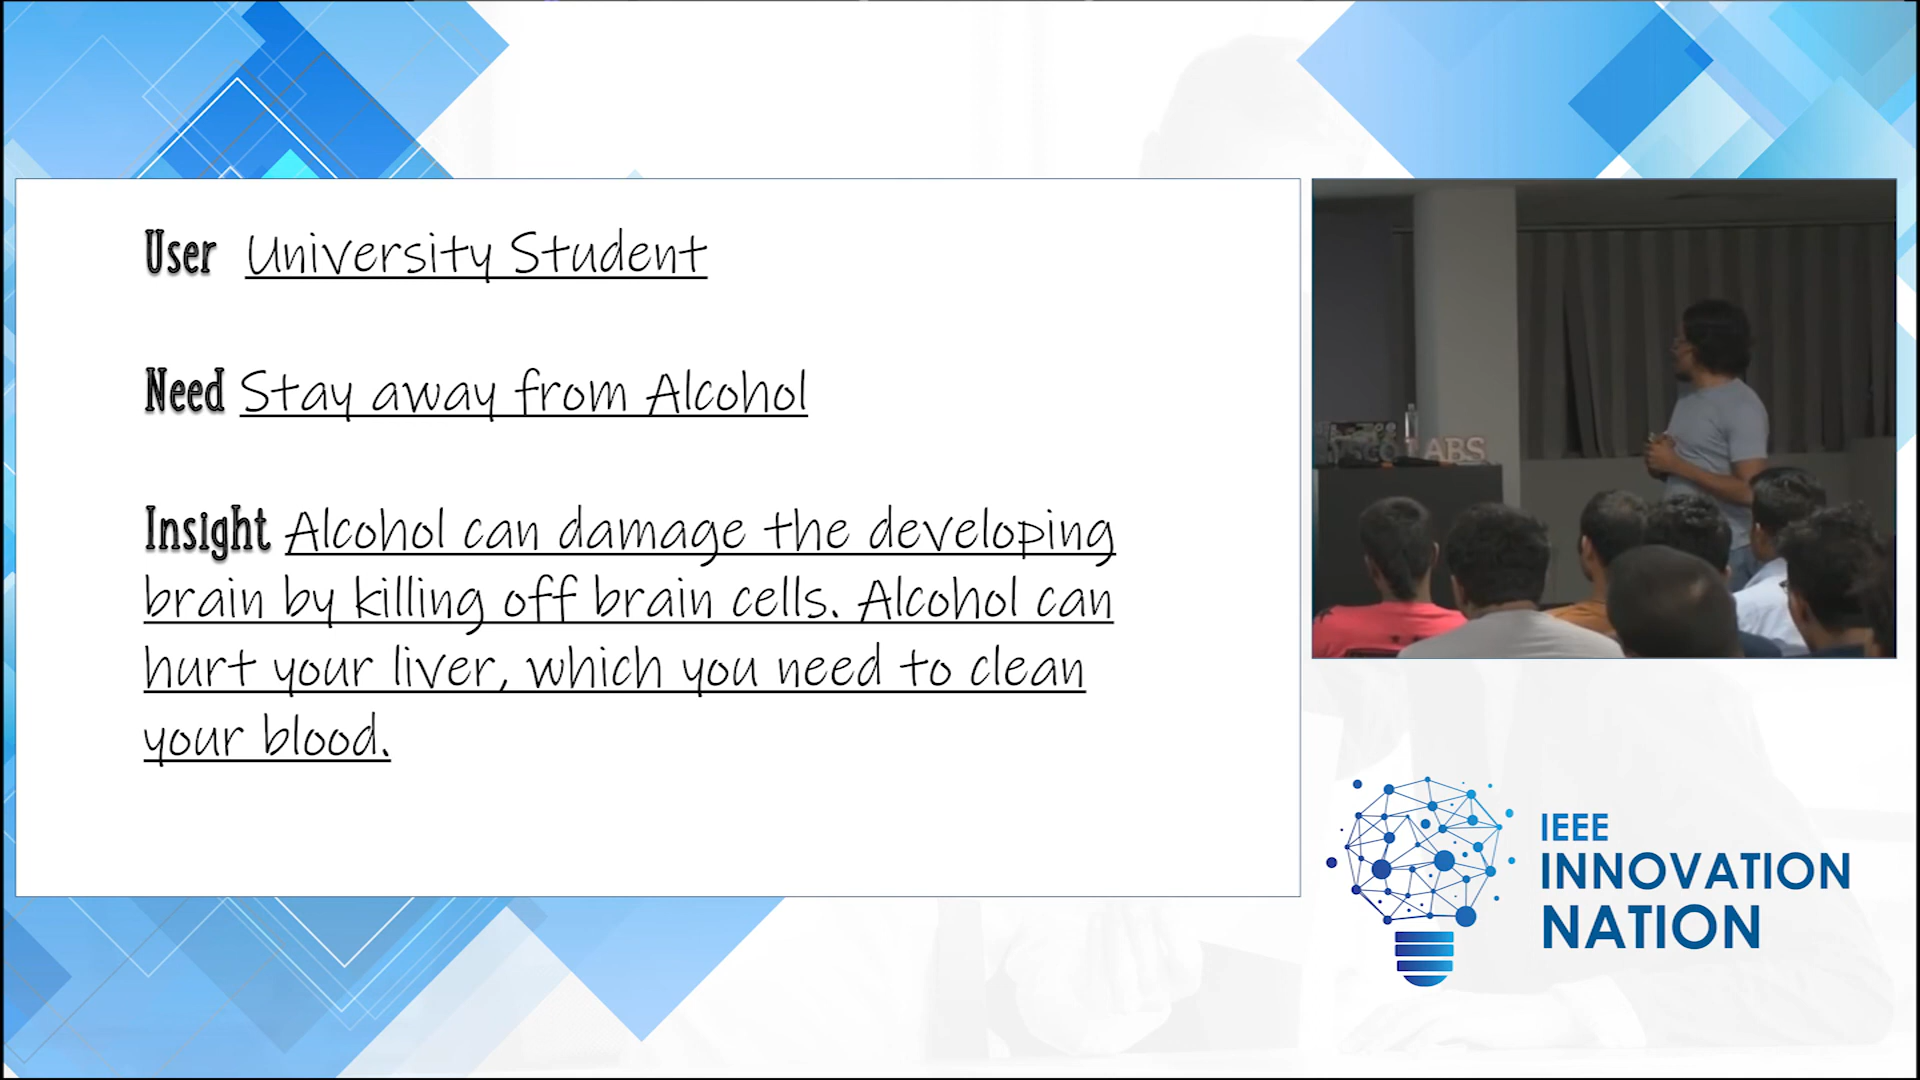 User University Student
Need Stay away from Alcohol
Insight Alcohol can damage the developing
brain by killing off brain cells. Alcohol can
hurt your liver, which you need to clean
your blood.
LABS
IEEE
INNOVATION
NATION